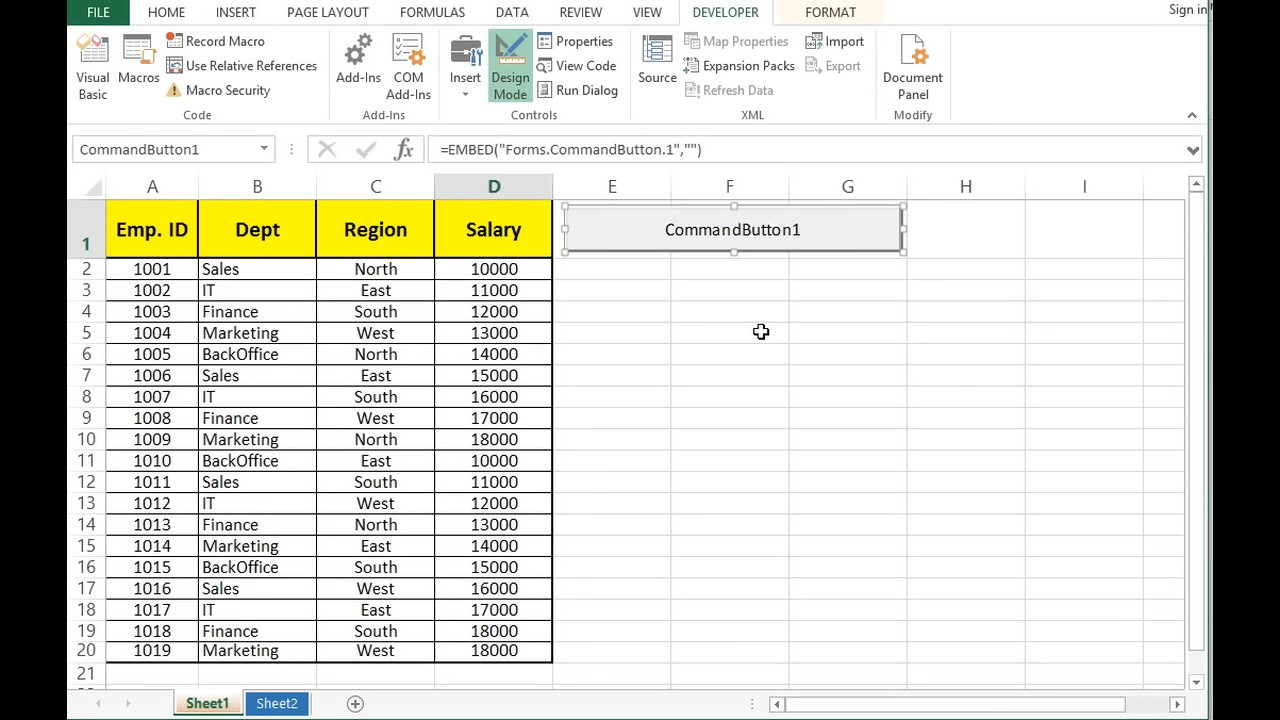 FILE HOME INSERT PAGE LAYOUT FORMULAS DATA REVIEW VIEW DEVELOPER FORMAT Sign in
Visual Basic
Macros
Record Macro
Use Relative References
Macro Security
Code
Add-Ins
COM Add-Ins
Add-Ins
Insert
Design Mode
Properties
View Code
Run Dialog
Controls
Source
Map Properties
Expansion Packs
Refresh Data
Import
Export
XML
Document Panel
Modify
CommandButton1 fx =EMBED("Forms.CommandButton.1","")
A B C D E F G H I
1 Emp. ID Dept Region Salary CommandButton1
2 1001 Sales North 10000
3 1002 IT East 11000
4 1003 Finance South 12000
5 1004 Marketing West 13000
6 1005 BackOffice North 14000
7 1006 Sales East 15000
8 1007 IT South 16000
9 1008 Finance West 17000
10 1009 Marketing North 18000
11 1010 BackOffice East 10000
12 1011 Sales South 11000
13 1012 IT West 12000
14 1013 Finance North 13000
15 1014 Marketing East 14000
16 1015 BackOffice South 15000
17 1016 Sales West 16000
18 1017 IT East 17000
19 1018 Finance South 18000
20 1019 Marketing West 18000
21
Sheet1 Sheet2